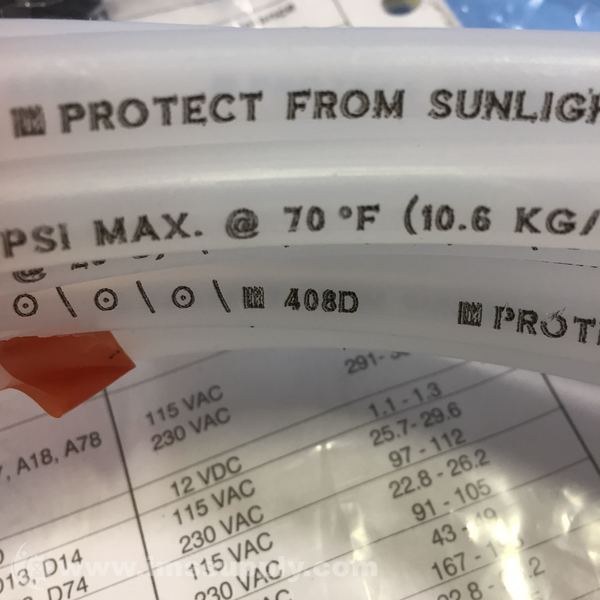 PROTECT FROM SUNLIGH
PSI MAX. @ 70 °F (10.6 KG/
408D PROT
291-
115 VAC 1.1 - 1.3
A18, A78 230 VAC 25.7- 29.6
97 - 112
12 VDC 22.8 - 26.2
115 VAC 91 - 105
230 VAC 43 -
D13, D14 115 VAC 167 -
D74 230 VAC